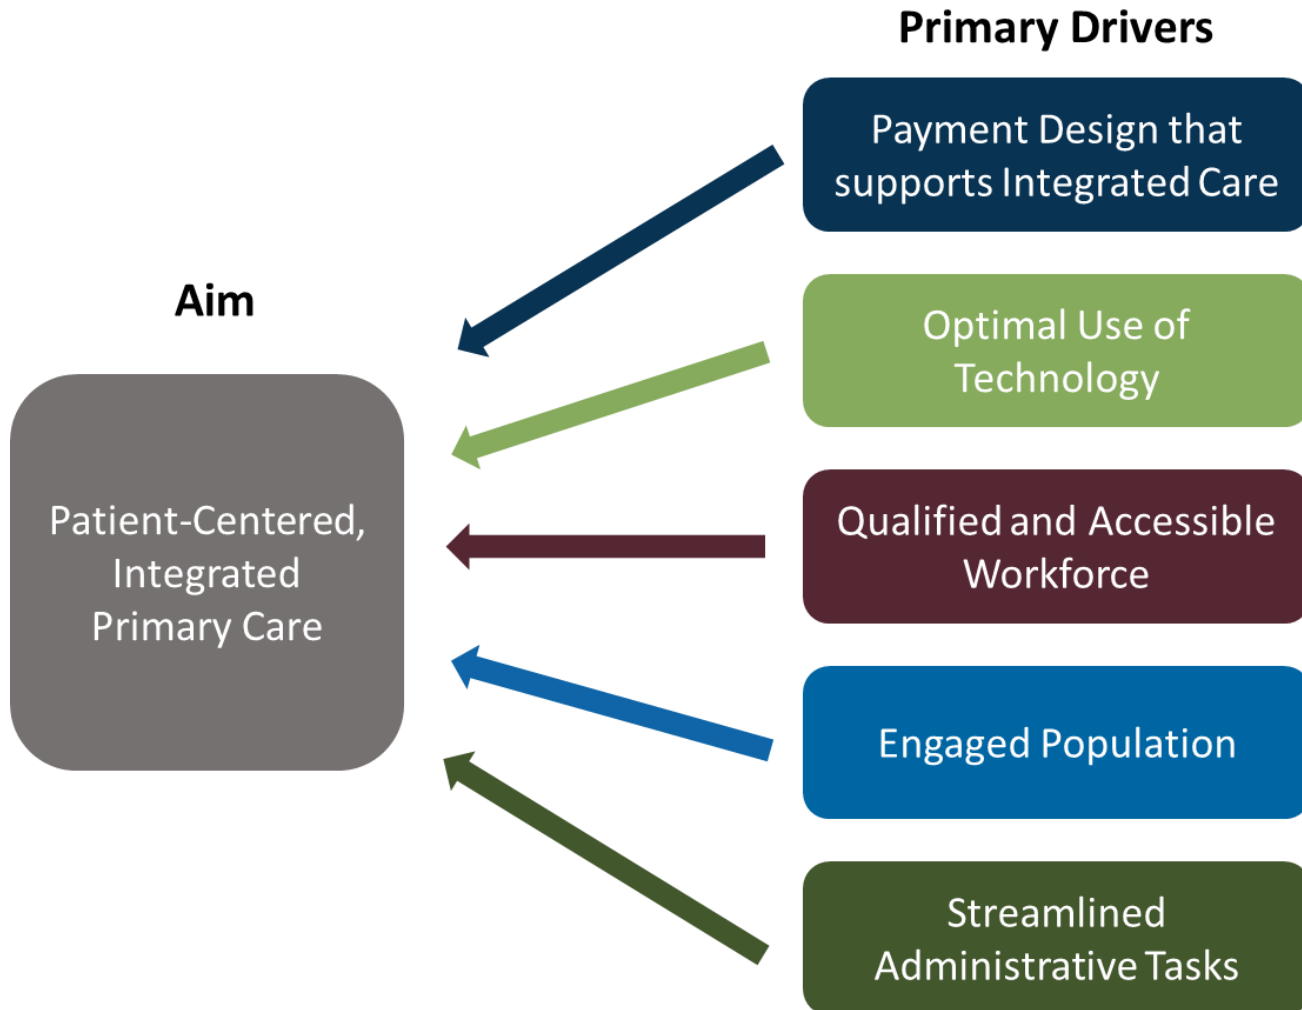 Primary Drivers
Payment Design that
supports Integrated Care
Optimal Use of
Technology
Aim
Patient-Centered,
Integrated
Primary Care
Qualified and Accessible
Workforce
Engaged Population
Streamlined
Administrative Tasks